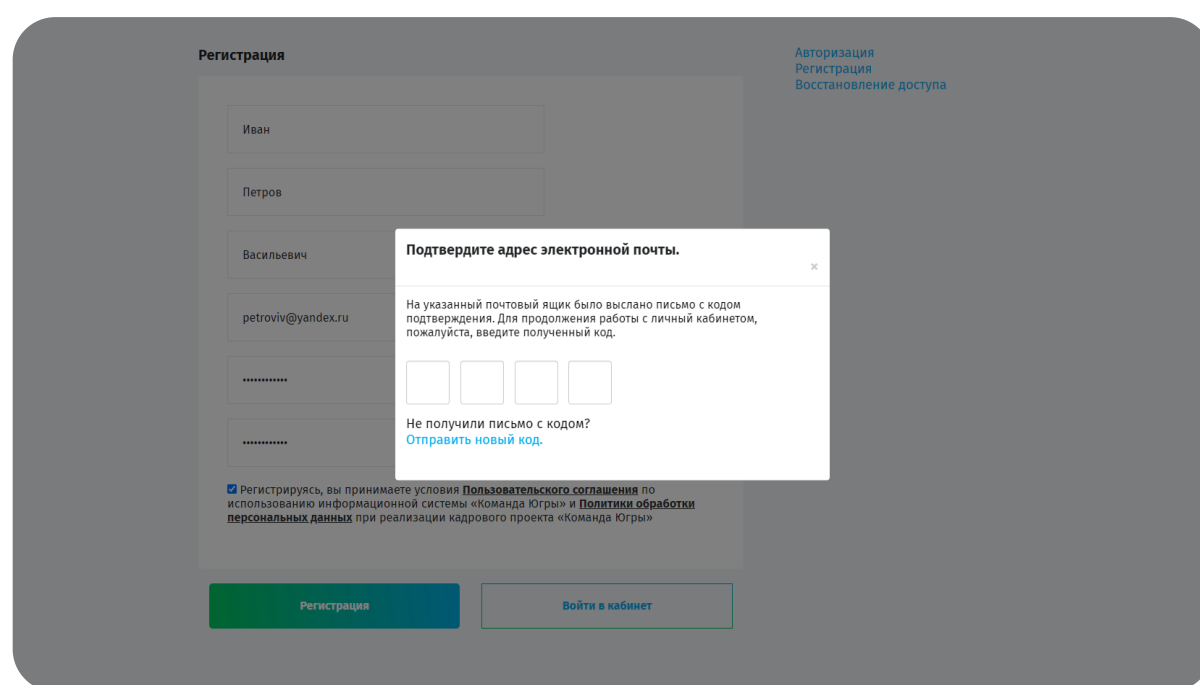 Регистрация
Авторизация
Регистрация
Восстановление доступа
Иван
Петров
Васильевич
petroviv@yandex.ru
••••••••••••
••••••••••••
Подтвердите адрес электронной почты.
×
На указанный почтовый ящик было выслано письмо с кодом
подтверждения. Для продолжения работы с личный кабинетом,
пожалуйста, введите полученный код.
Не получили письмо с кодом?
Отправить новый код.
Регистрируясь, вы принимаете условия Пользовательского соглашения по
использованию информационной системы «Команда Югры» и Политики обработки
персональных данных при реализации кадрового проекта «Команда Югры»
Регистрация
Войти в кабинет